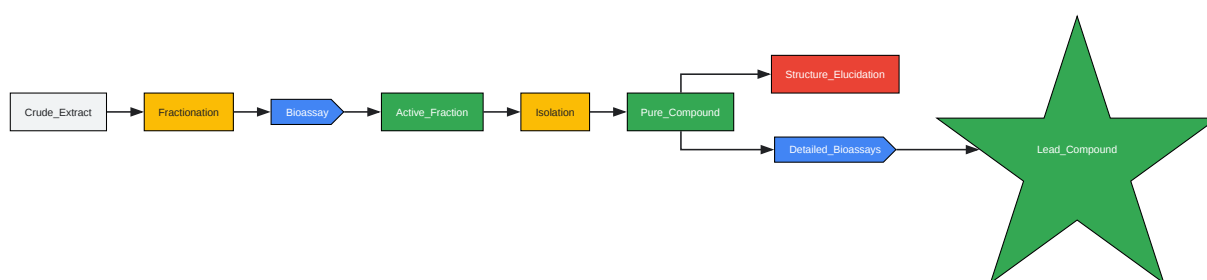 Crude_Extract
Fractionation
Bioassay
Active_Fraction
Isolation
Pure_Compound
Structure_Elucidation
Detailed_Bioassays
Lead_Compound